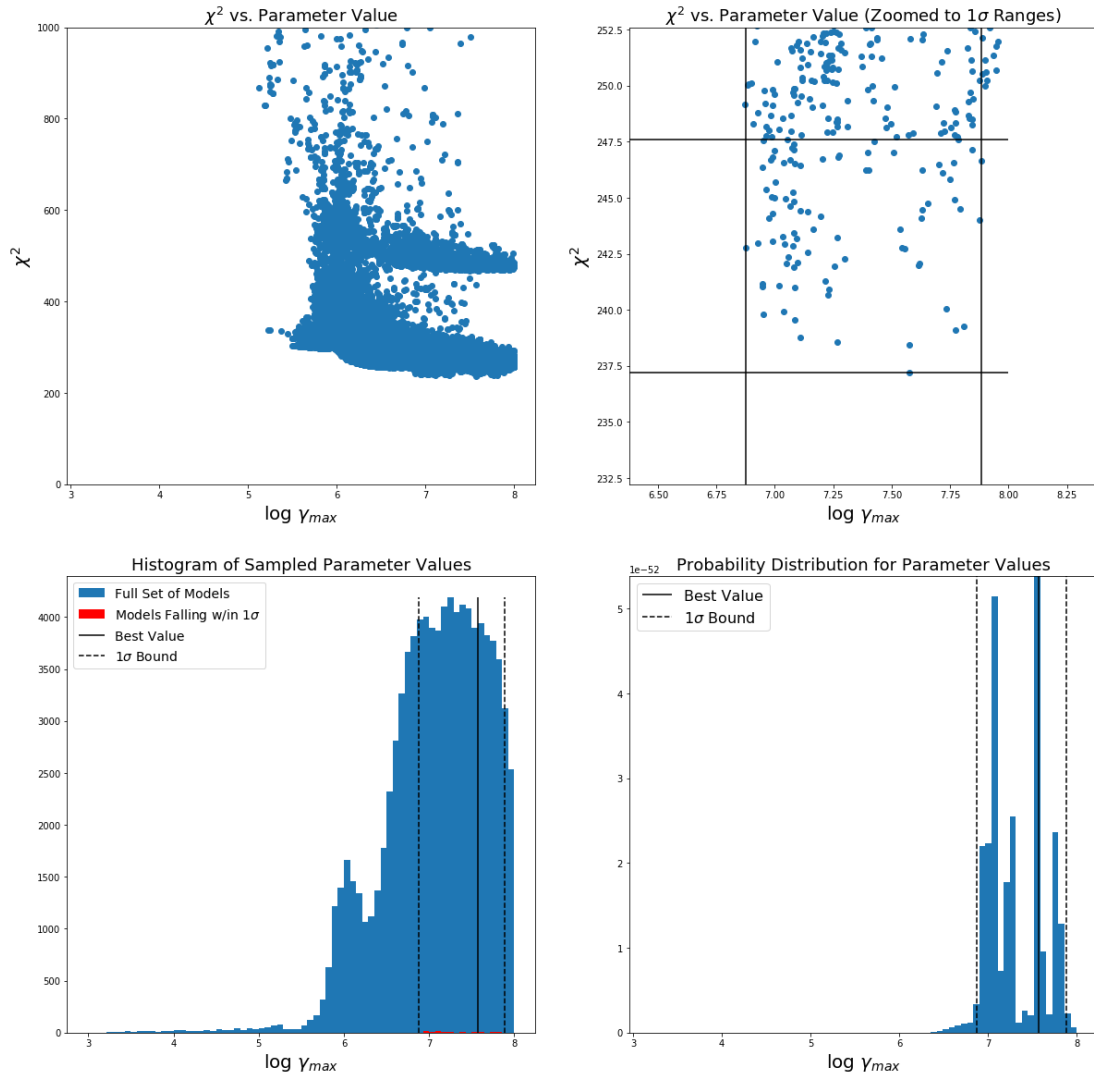 χ² vs. Parameter Value
1000
800
600
400
200
0
χ²
3 4 5 6 7 8
log γmax
χ² vs. Parameter Value (Zoomed to 1σ Ranges)
252.5
250.0
247.5
245.0
242.5
240.0
237.5
235.0
232.5
χ²
6.50 6.75 7.00 7.25 7.50 7.75 8.00 8.25
log γmax
Histogram of Sampled Parameter Values
Full Set of Models
Models Falling w/in 1σ
Best Value
1σ Bound
4000
3500
3000
2500
2000
1500
1000
500
0
3 4 5 6 7 8
log γmax
Probability Distribution for Parameter Values
1e−52
Best Value
1σ Bound
5
4
3
2
1
0
3 4 5 6 7 8
log γmax